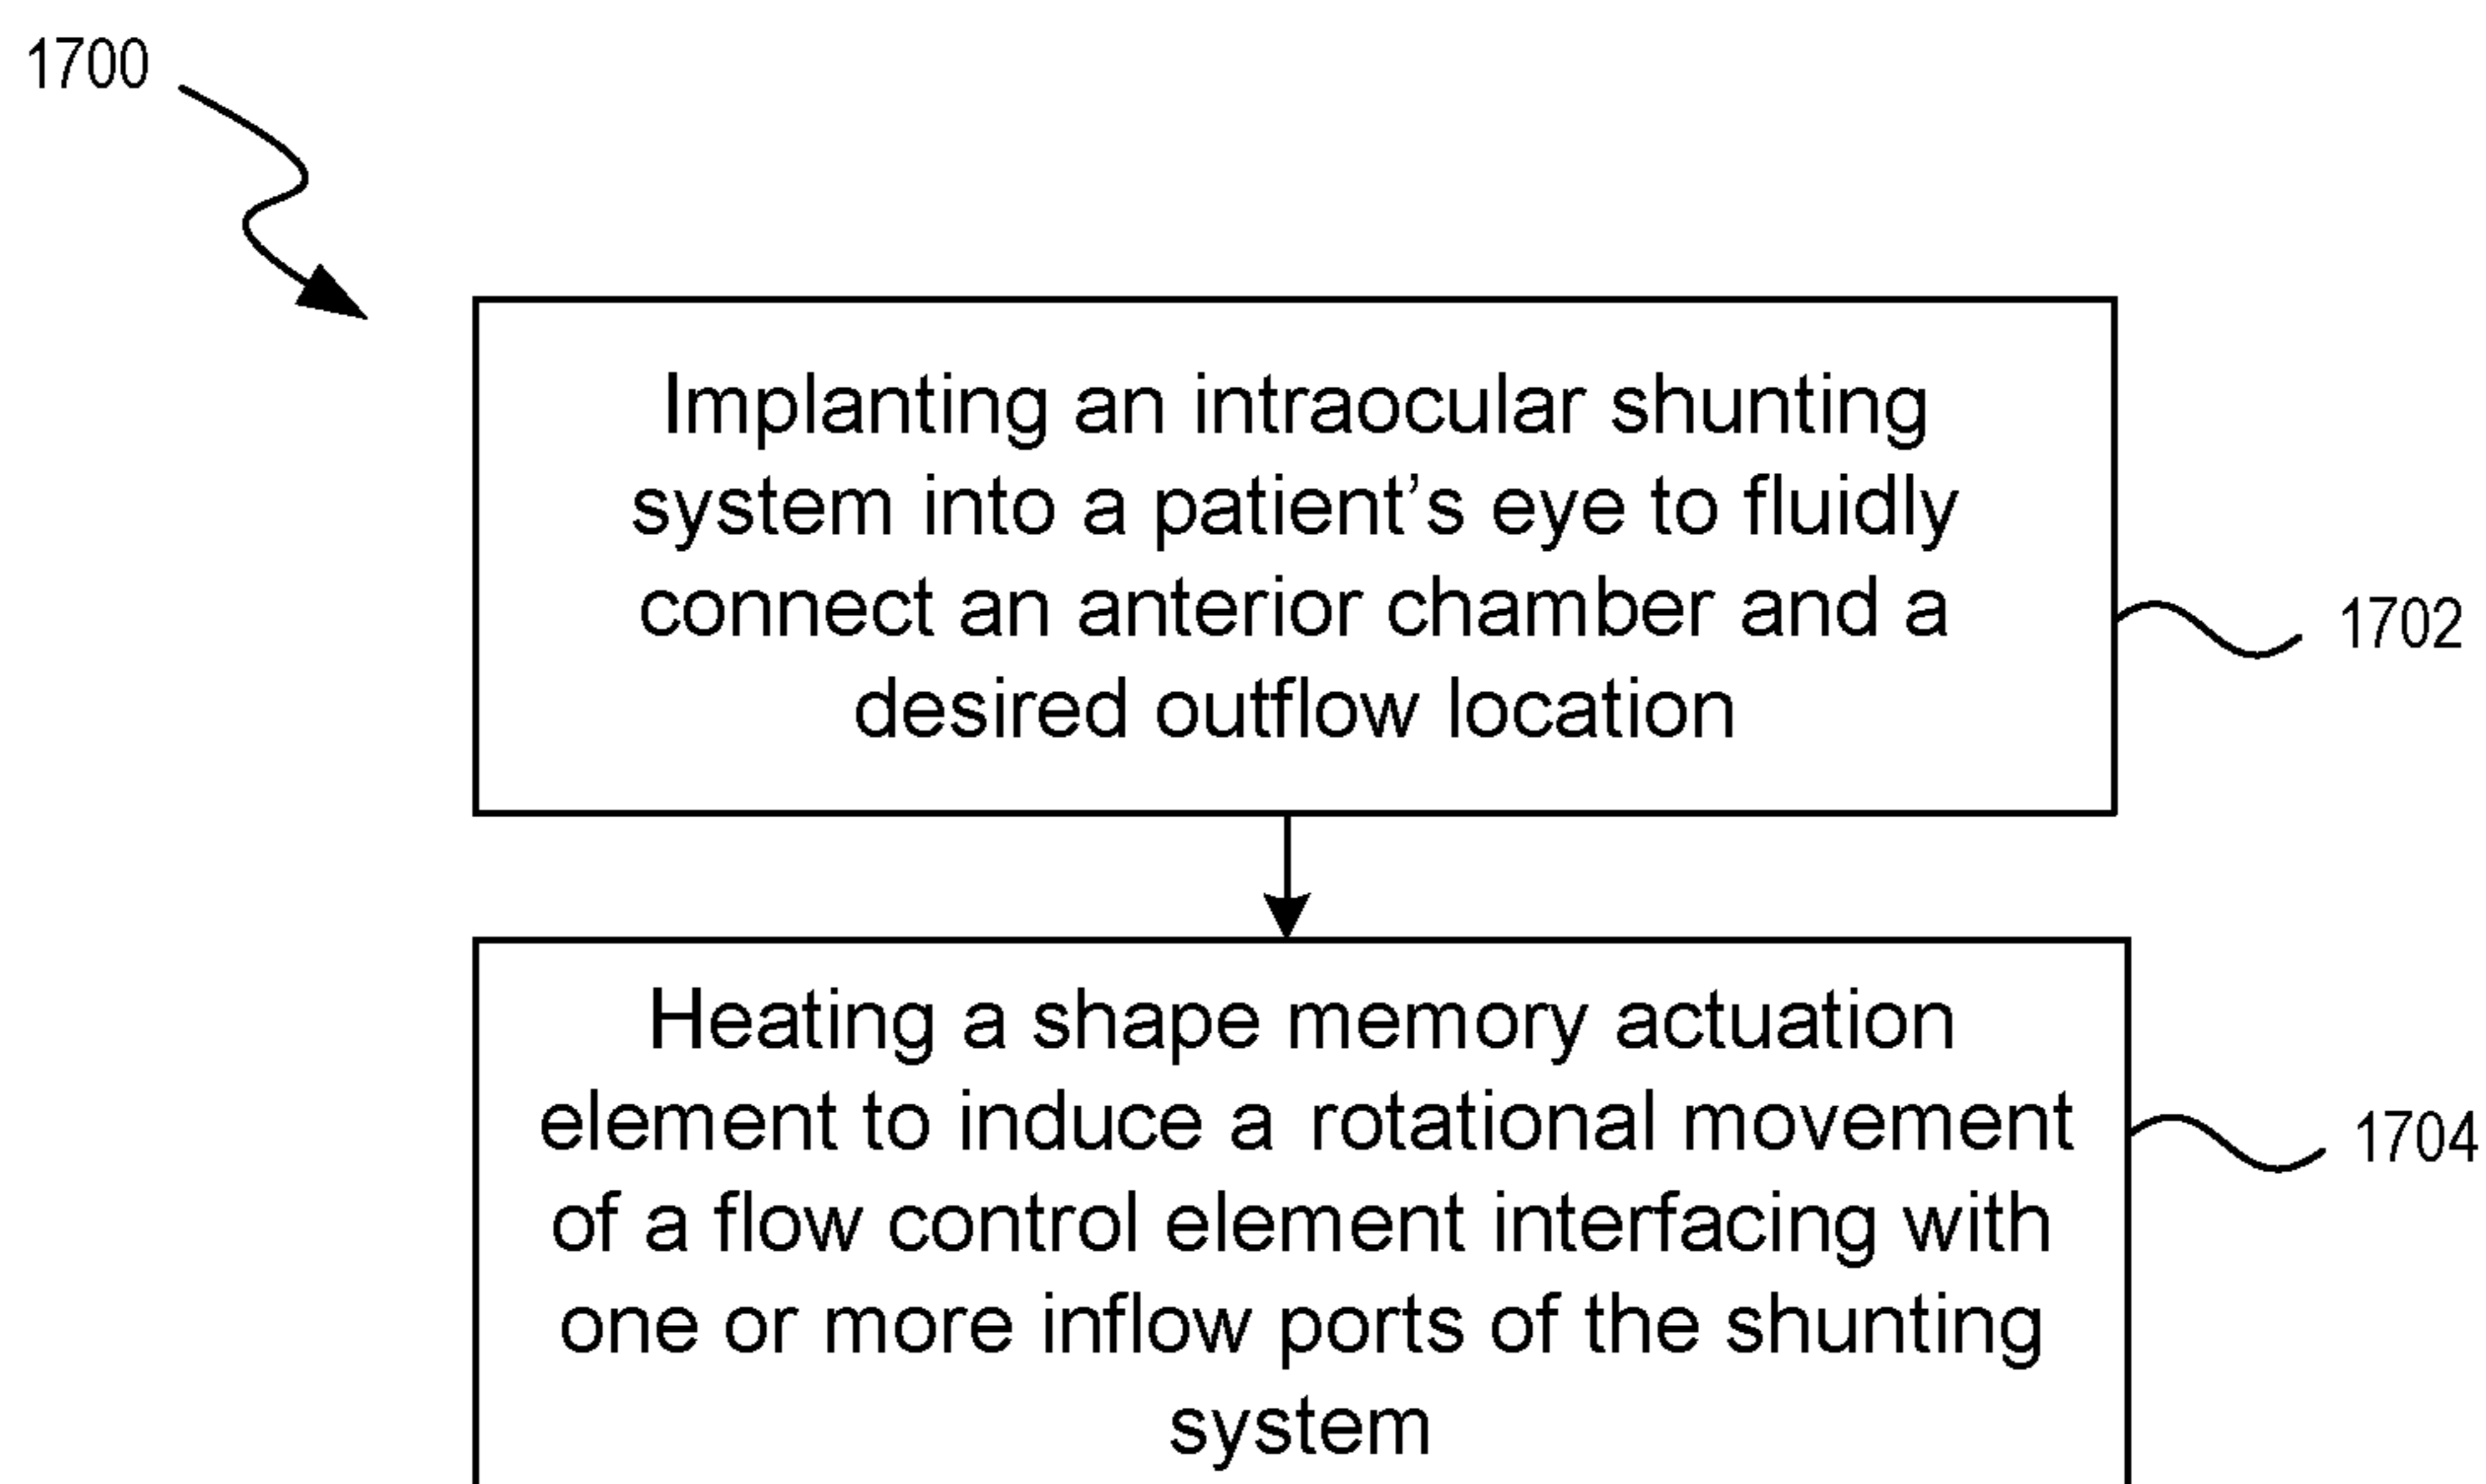 1700
Implanting an intraocular shunting
system into a patient’s eye to fluidly
connect an anterior chamber and a
desired outflow location
1702
Heating a shape memory actuation
element to induce a rotational movement
of a flow control element interfacing with
one or more inflow ports of the shunting
system
1704